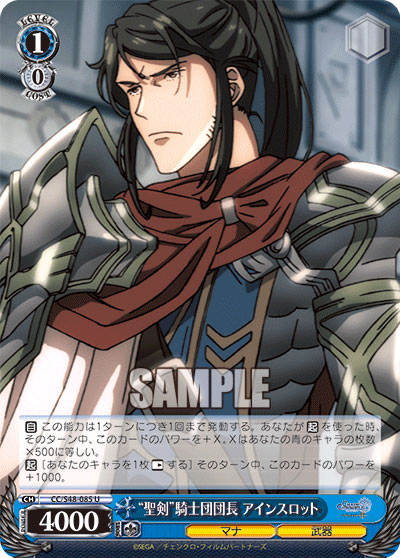 LEVEL
1
0
COST
SAMPLE
自 この能力は1ターンにつき1回まで発動する。あなたが起を使った時、
そのターン中、このカードのパワーを+X。Xはあなたの青のキャラの枚数
×500に等しい。
起 [あなたのキャラを1枚する] そのターン中、このカードのパワーを
+1000。
CH CC/S48-085 U
POWER
4000
“聖剣”騎士団団長 アインスロット
マナ
武器
©SEGA／チェンクロ・フィルムパートナーズ